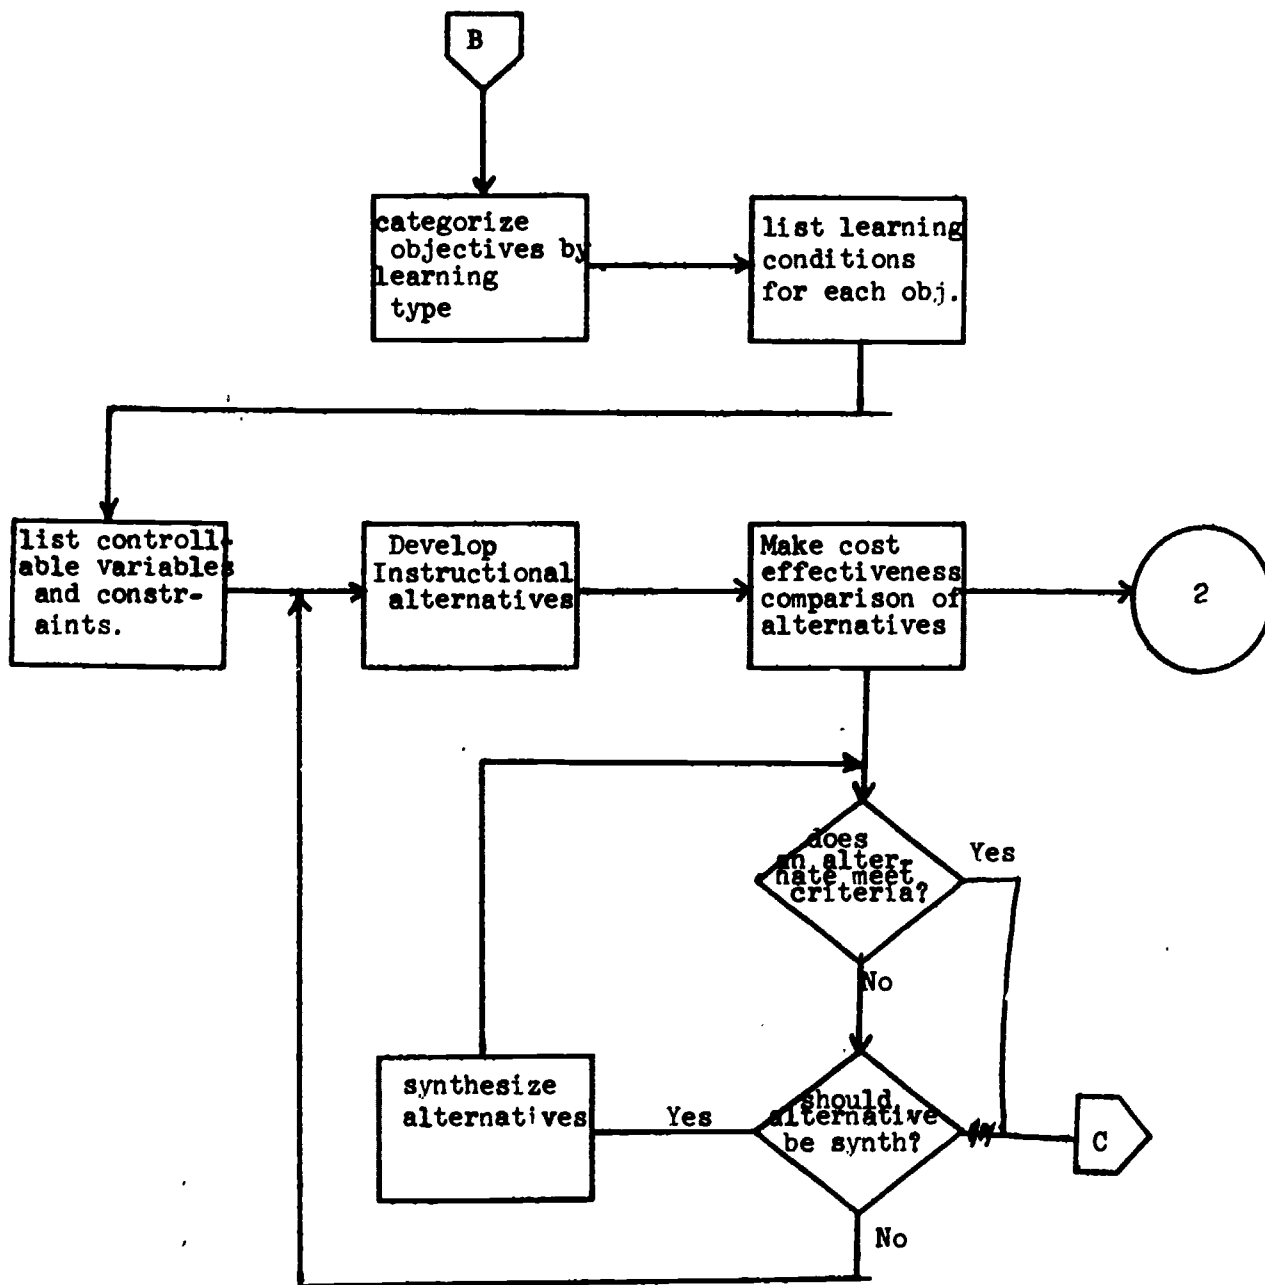 B
categorize
objectives by
learning
type
list learning
conditions
for each obj.
list controll-
able variables
and constr-
aints.
Develop
Instructional
alternatives
Make cost
effectiveness
comparison of
alternatives
2
does
an alter-
nate meet
criteria?
Yes
No
synthesize
alternatives
Yes
should
alternative
be synth?
C
No